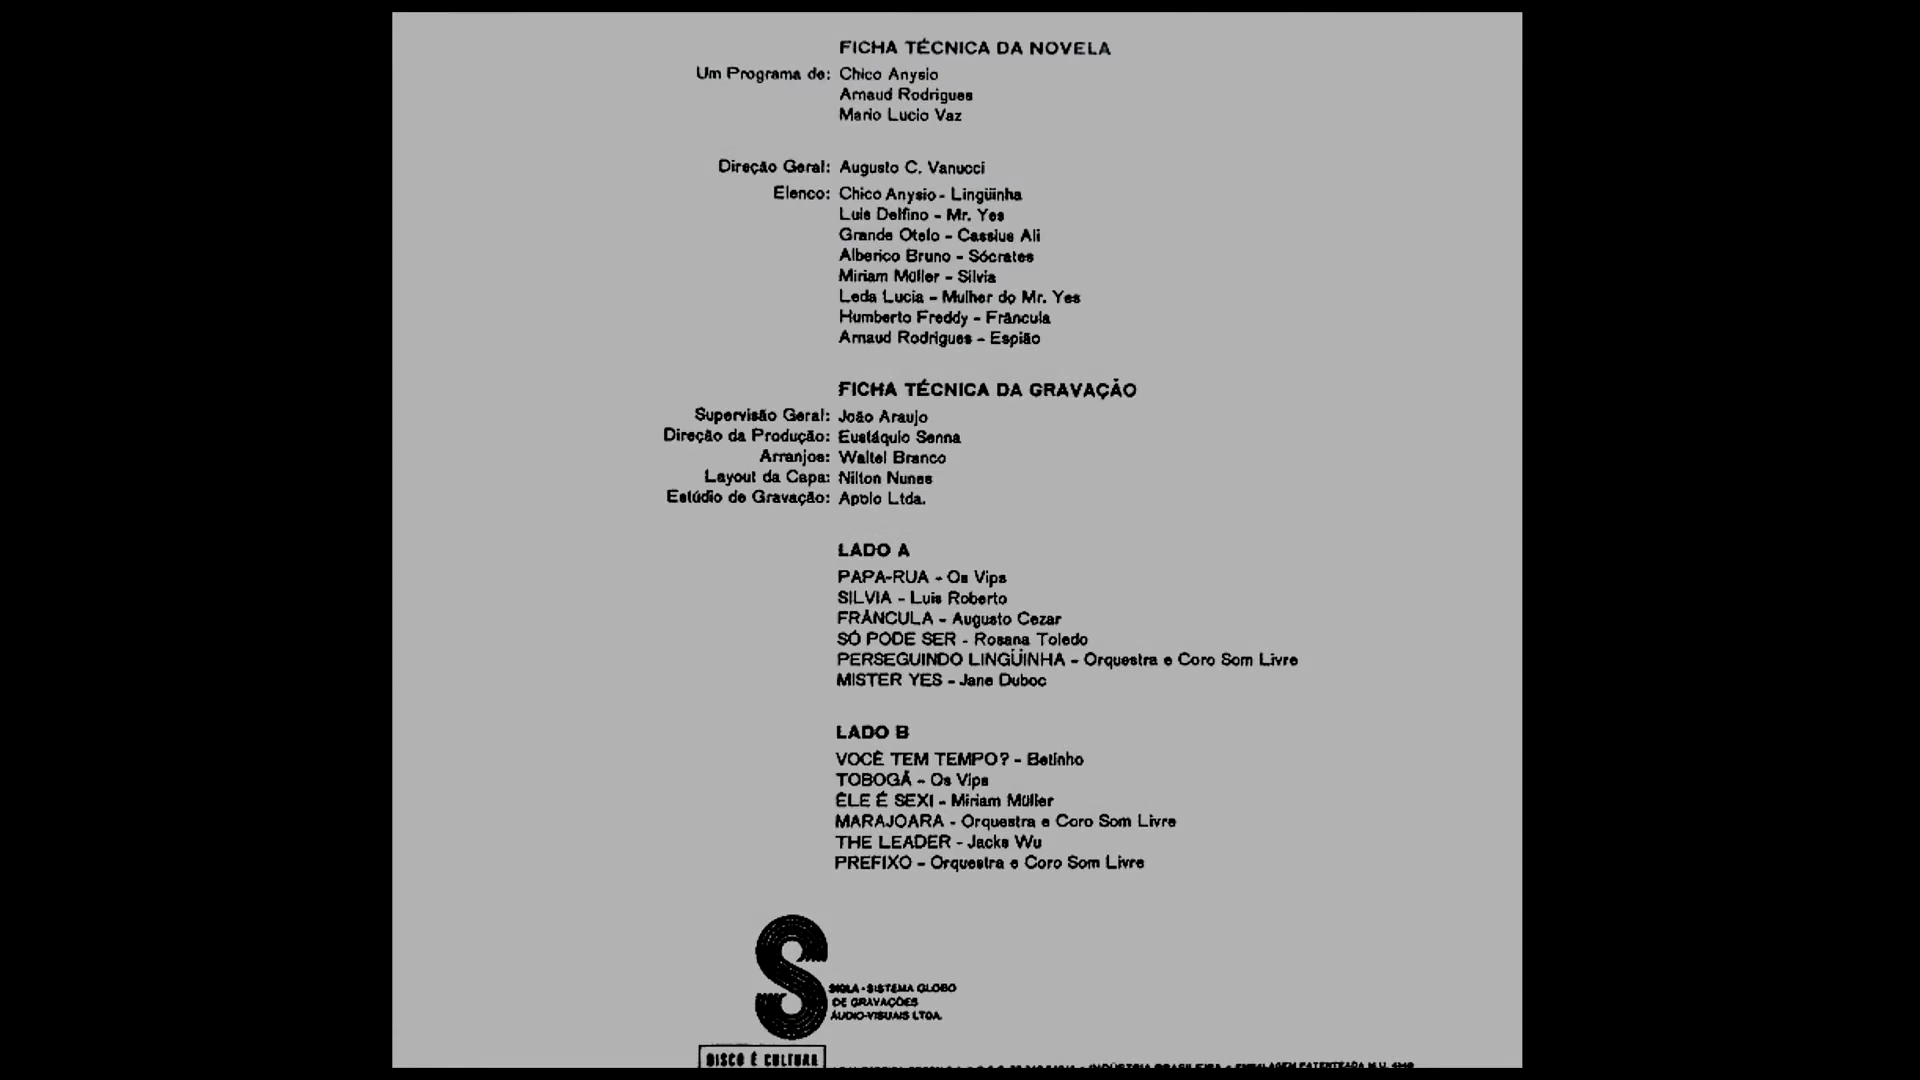 FICHA TÉCNICA DA NOVELA
Um Programa de: Chico Anysio
Arnaud Rodrigues
Mario Lucio Vaz
Direção Geral: Augusto C. Vanucci
Elenco: Chico Anysio - Lingüinha
Luis Delfino - Mr. Yes
Grande Otelo - Cassius Ali
Alberico Bruno - Sócrates
Miriam Müller - Silvia
Leda Lucia - Mulher do Mr. Yes
Humberto Freddy - Frâncula
Arnaud Rodrigues - Espião
FICHA TÉCNICA DA GRAVAÇÃO
Supervisão Geral: João Araujo
Direção da Produção: Eustáquio Senna
Arranjos: Waltel Branco
Layout da Capa: Nilton Nunes
Estúdio de Gravação: Apolo Ltda.
LADO A
PAPA-RUA - Os Vips
SILVIA - Luis Roberto
FRÂNCULA - Augusto Cezar
SÓ PODE SER - Rosana Toledo
PERSEGUINDO LINGÜINHA - Orquestra e Coro Som Livre
MISTER YES - Jane Duboc
LADO B
VOCÊ TEM TEMPO? - Betinho
TOBOGÃ - Os Vips
ÊLE É SEXI - Miriam Müller
MARAJOARA - Orquestra e Coro Som Livre
THE LEADER - Jacks Wu
PREFIXO - Orquestra e Coro Som Livre
SIGLA - SISTEMA GLOBO
DE GRAVAÇÕES
ÁUDIO-VISUAIS LTDA.
DISCO É CULTURA
INDÚSTRIA BRASILEIRA - EMBALAGEM PATENTEADA M.U.